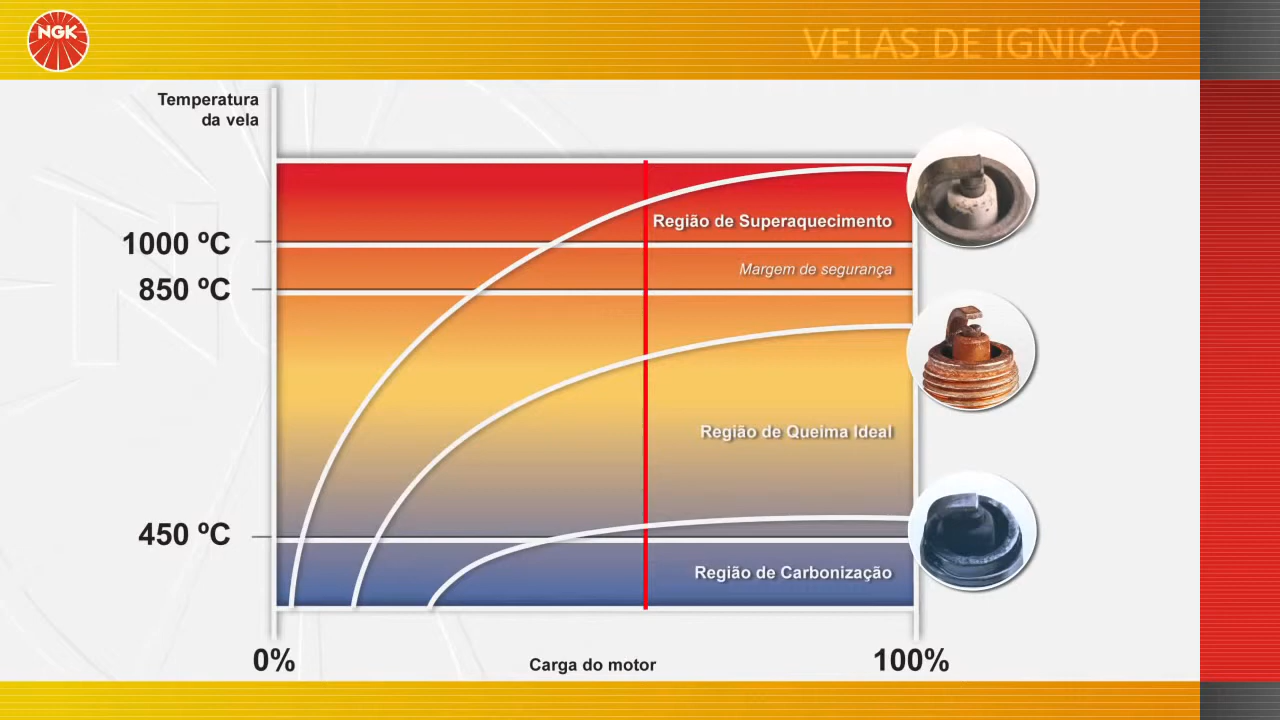 NGK
VELAS DE IGNIÇÃO
Temperatura
da vela
Região de Superaquecimento
1000 ºC
Margem de segurança
850 ºC
Região de Queima Ideal
450 ºC
Região de Carbonização
0%
Carga do motor
100%